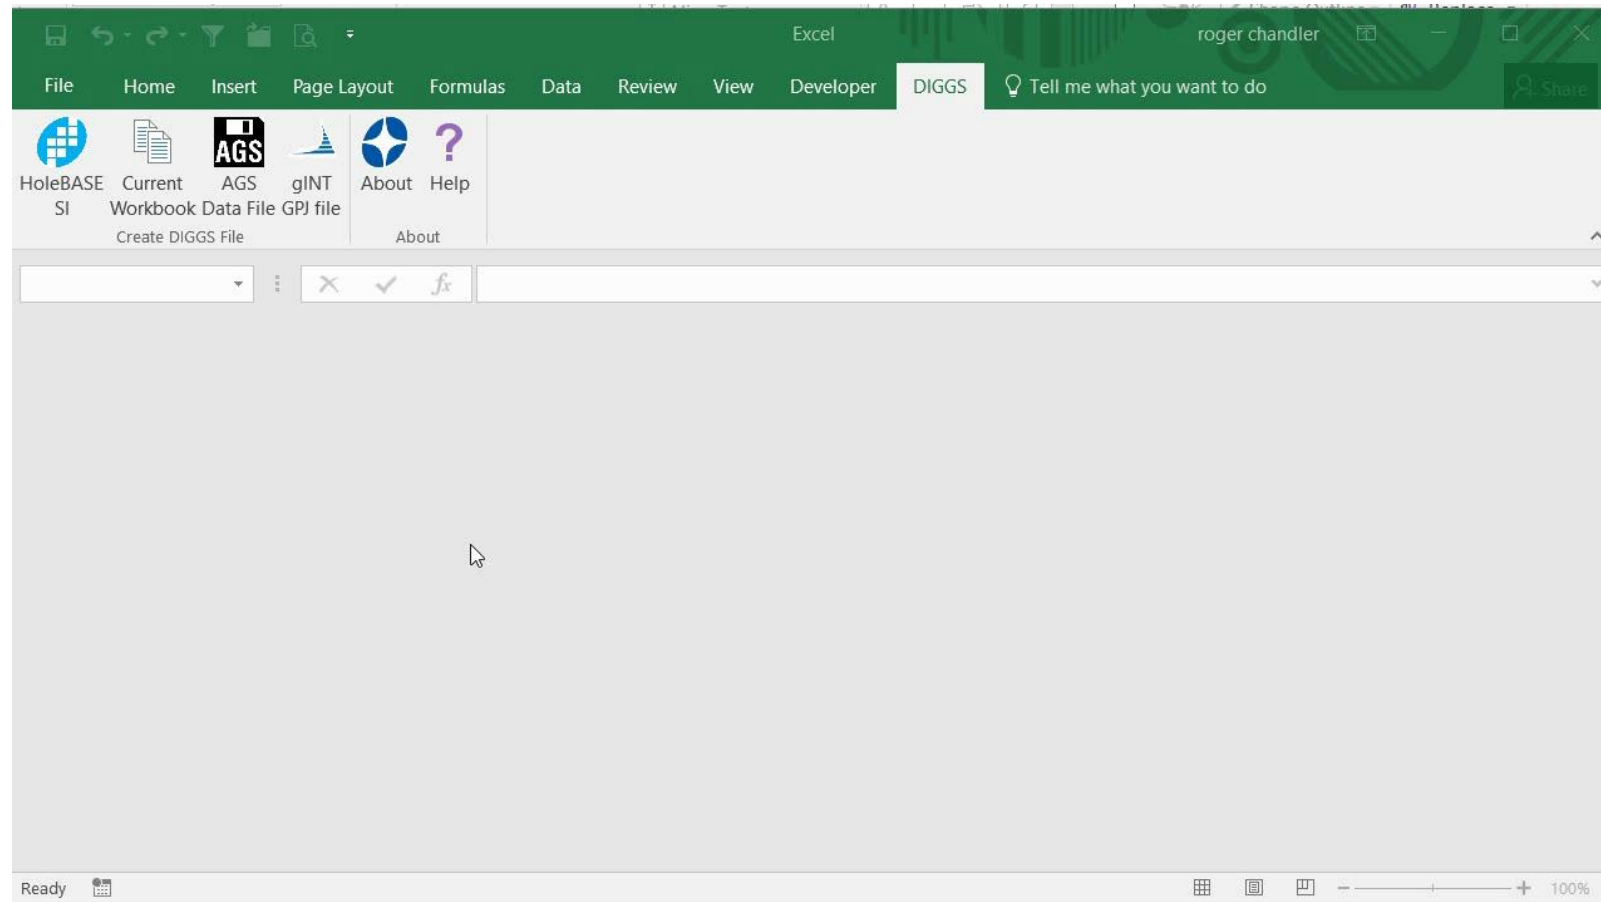 Excel
roger chandler
File Home Insert Page Layout Formulas Data Review View Developer DIGGS Tell me what you want to do Share
AGS
HoleBASE SI
Current Workbook
AGS Data File
gINT GPJ file
About
Help
Create DIGGS File
About
fx
Ready
100%